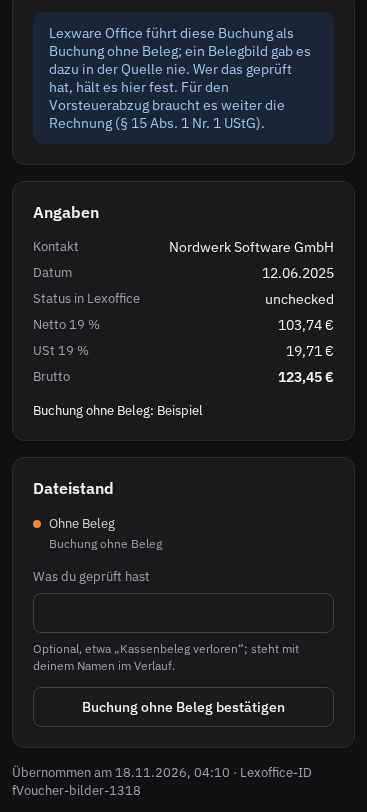 Lexware Office führt diese Buchung als
Buchung ohne Beleg; ein Belegbild gab es
dazu in der Quelle nie. Wer das geprüft
hat, hält es hier fest. Für den
Vorsteuerabzug braucht es weiter die
Rechnung (§ 15 Abs. 1 Nr. 1 UStG).
Angaben
Kontakt Nordwerk Software GmbH
Datum 12.06.2025
Status in Lexoffice unchecked
Netto 19 % 103,74 €
USt 19 % 19,71 €
Brutto 123,45 €
Buchung ohne Beleg: Beispiel
Dateistand
Ohne Beleg
Buchung ohne Beleg
Was du geprüft hast
Optional, etwa „Kassenbeleg verloren“; steht mit
deinem Namen im Verlauf.
Buchung ohne Beleg bestätigen
Übernommen am 18.11.2026, 04:10 · Lexoffice-ID
fVoucher-bilder-1318